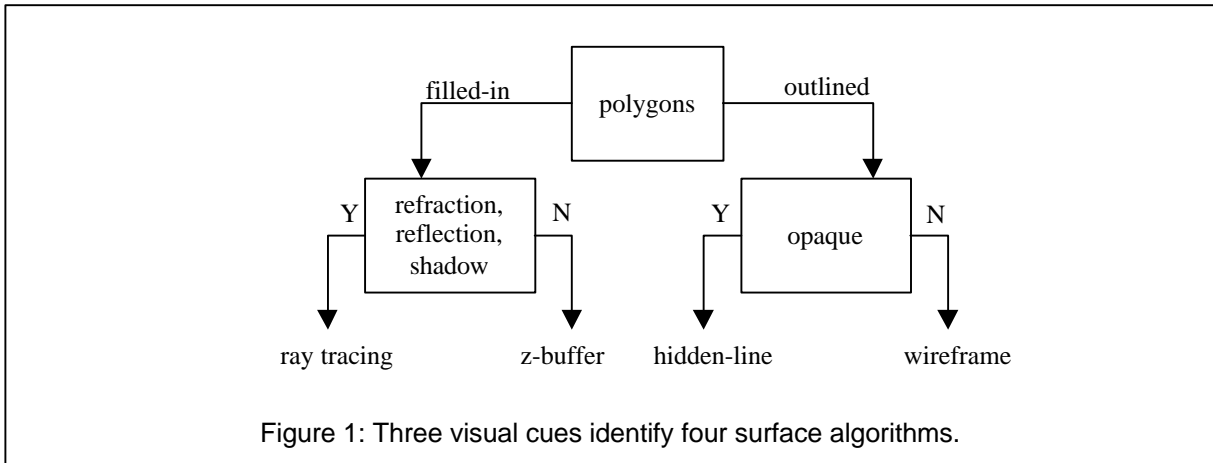 polygons
filled-in
outlined
Y
refraction,
reflection,
shadow
N
Y
opaque
N
ray tracing
z-buffer
hidden-line
wireframe
Figure 1: Three visual cues identify four surface algorithms.